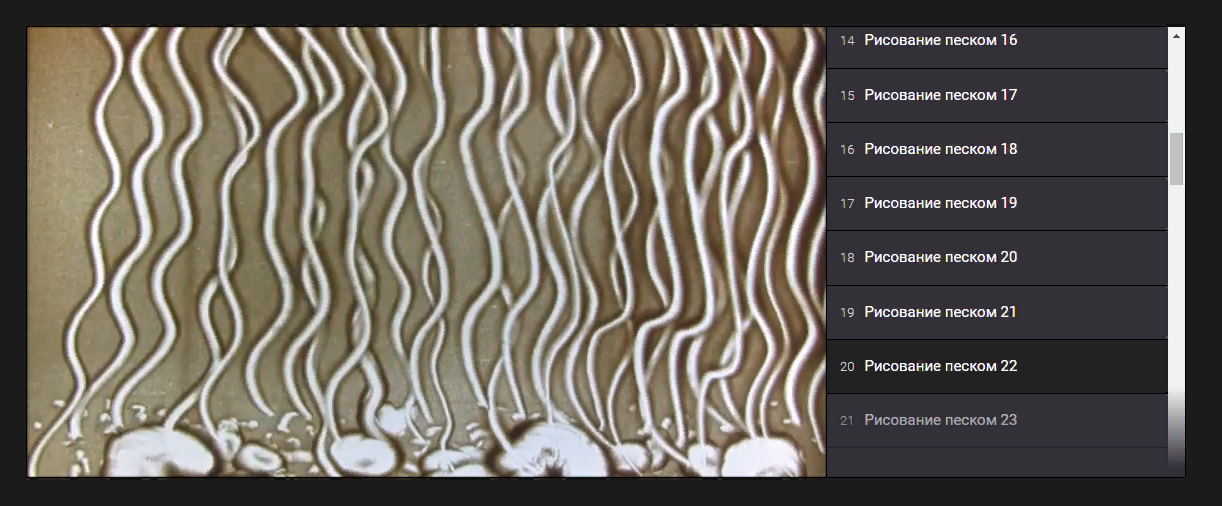 14 Рисование песком 16
15 Рисование песком 17
16 Рисование песком 18
17 Рисование песком 19
18 Рисование песком 20
19 Рисование песком 21
20 Рисование песком 22
21 Рисование песком 23